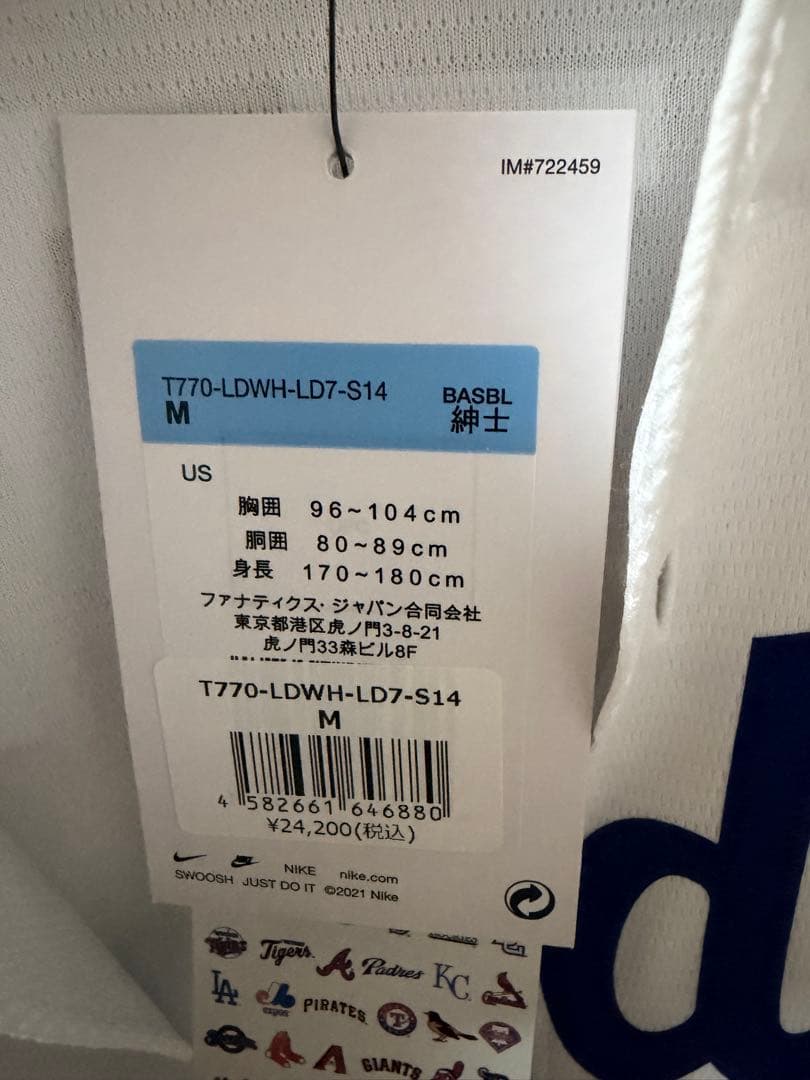 IM#722459
T770-LDWH-LD7-S14
M
BASBL
紳士
US
胸囲 96~104cm
胴囲 80~89cm
身長 170~180cm
ファナティクス・ジャパン合同会社
東京都港区虎ノ門3-8-21
虎ノ門33森ビル8F
T770-LDWH-LD7-S14
M
4 582661 646880
¥24,200(税込)
NIKE nike.com
SWOOSH JUST DO IT ©2021 Nike
Tigers A Padres KC
LA expos PIRATES T
A GIANTS
d